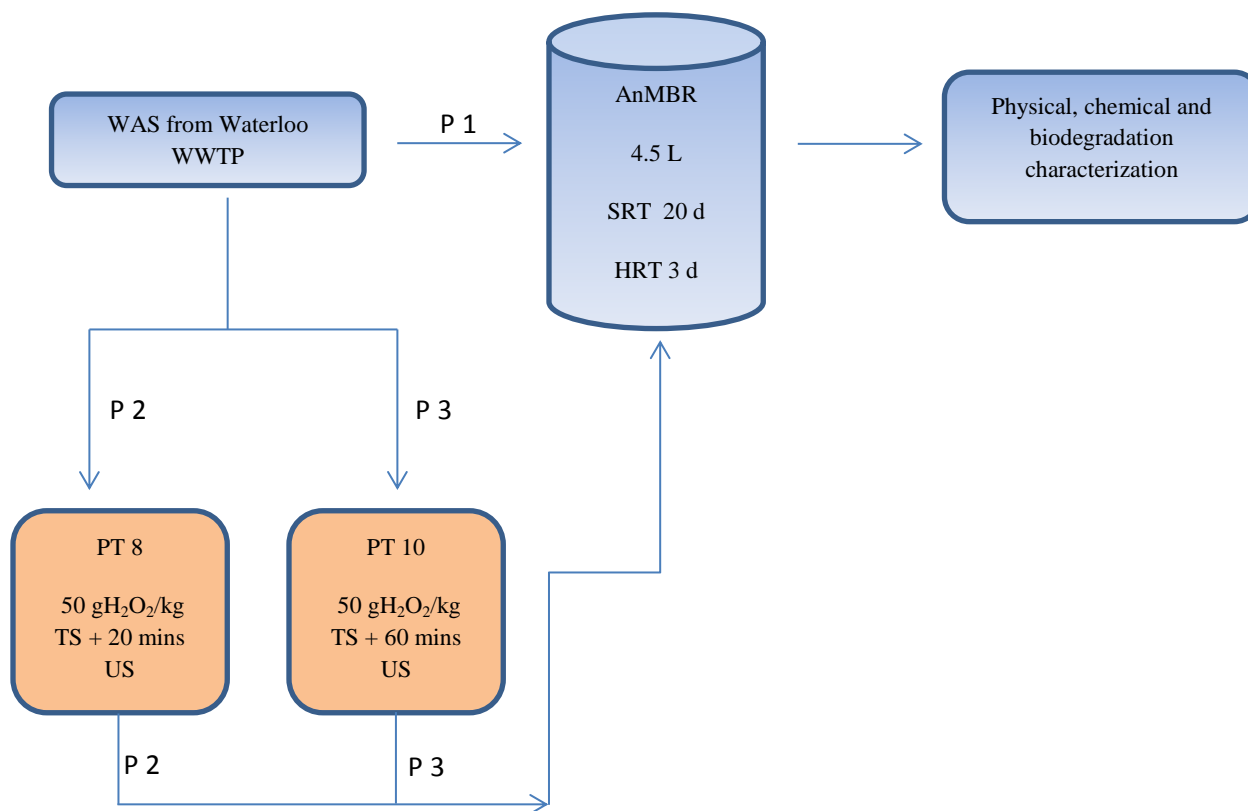 WAS from Waterloo
WWTP
P 1
AnMBR
4.5 L
SRT 20 d
HRT 3 d
Physical, chemical and
biodegradation
characterization
P 2
P 3
PT 8
50 gH₂O₂/kg
TS + 20 mins
US
PT 10
50 gH₂O₂/kg
TS + 60 mins
US
P 2
P 3